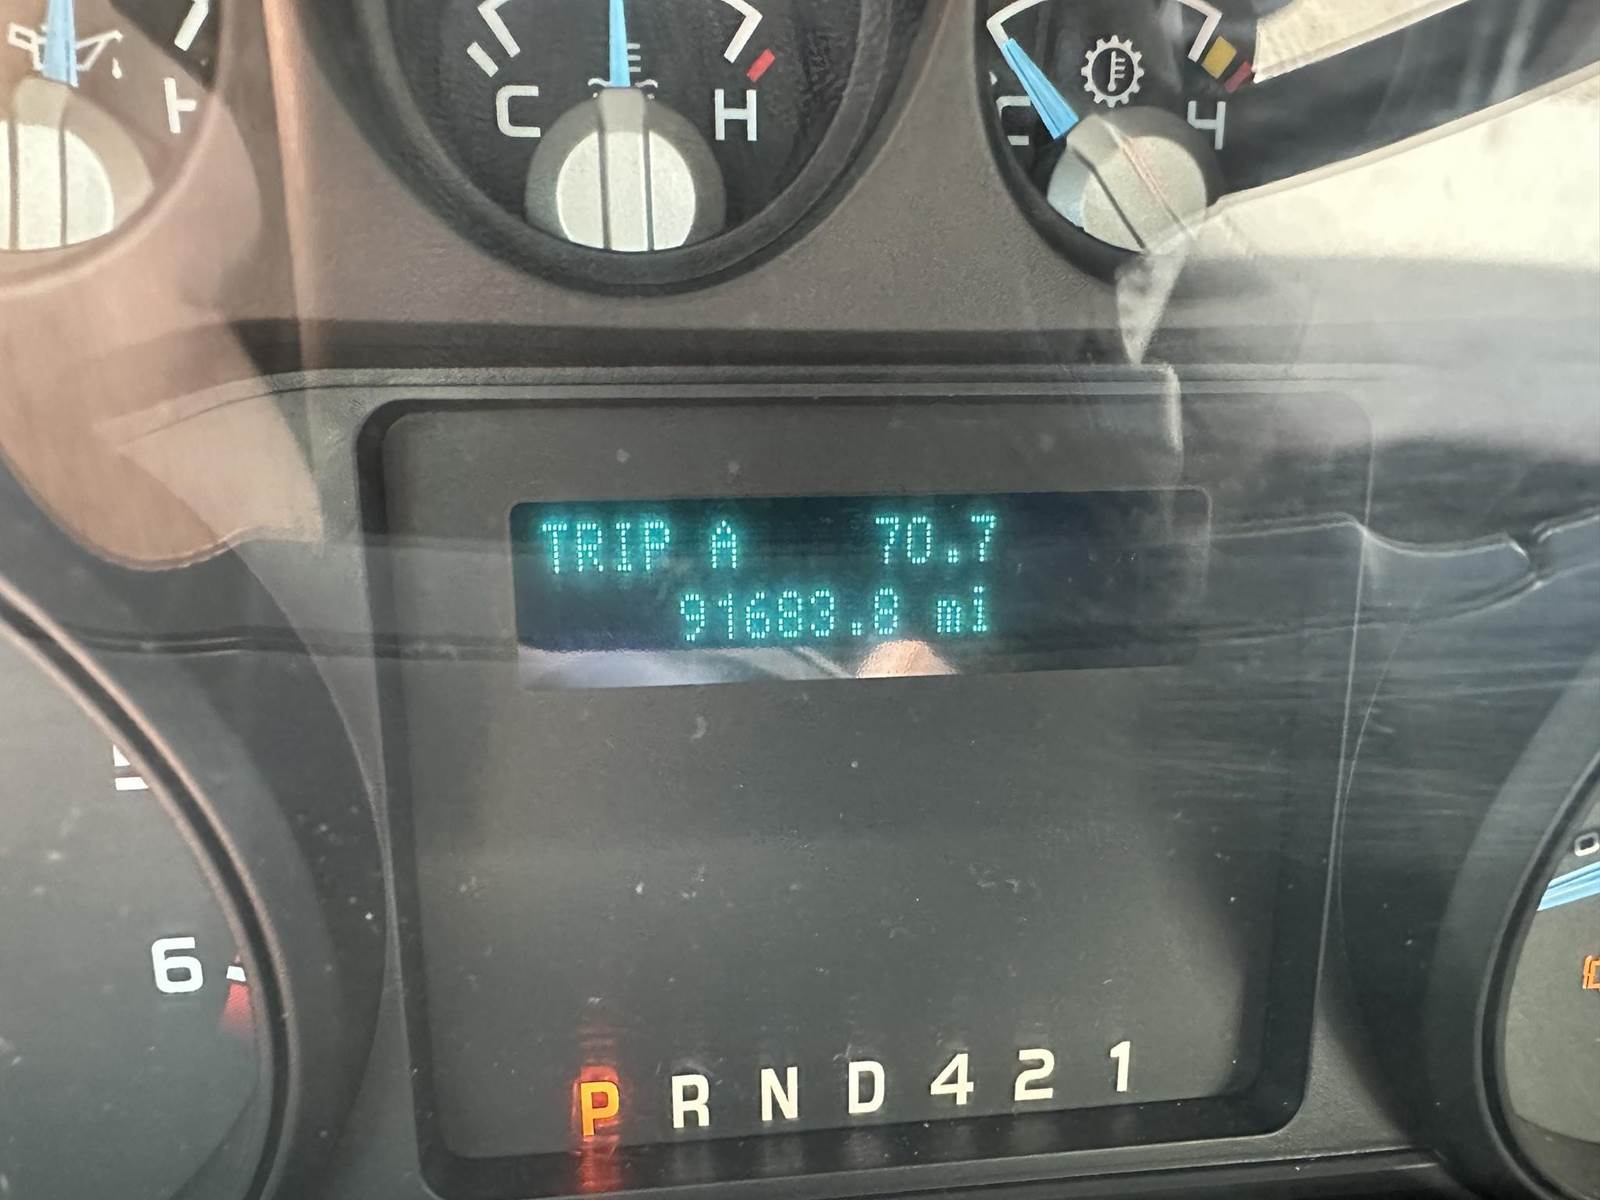 H
C H
TRIP A 70.7
91683.8 mi
6
P R N D 4 2 1